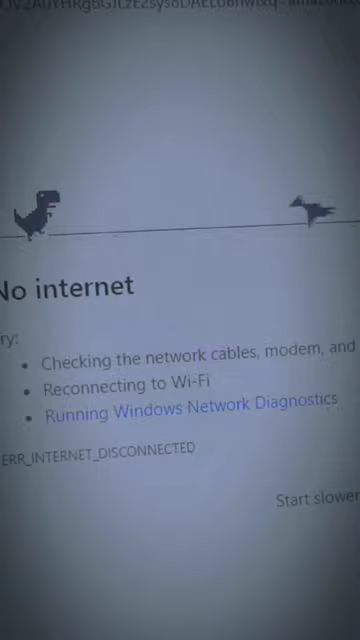 No internet
Try:
Checking the network cables, modem, and
Reconnecting to Wi-Fi
Running Windows Network Diagnostics
ERR_INTERNET_DISCONNECTED
Start slower